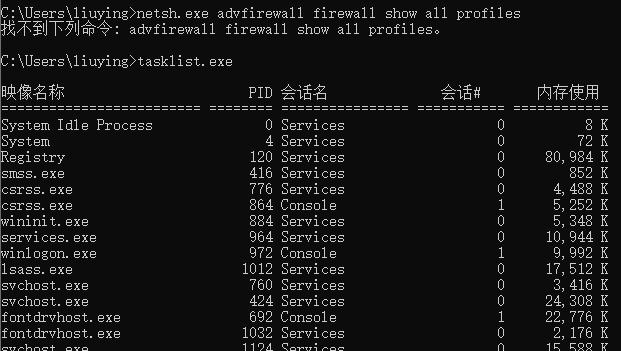 C:\Users\liuying>netsh.exe advfirewall firewall show all profiles
找不到下列命令: advfirewall firewall show all profiles。
C:\Users\liuying>tasklist.exe
映像名称                       PID 会话名              会话#       内存使用
========================= ======== ================ =========== ============
System Idle Process              0 Services                   0          8 K
System                           4 Services                   0         72 K
Registry                       120 Services                   0     80,984 K
smss.exe                       416 Services                   0        852 K
csrss.exe                      776 Services                   0      4,488 K
csrss.exe                      864 Console                    1      5,252 K
wininit.exe                    884 Services                   0      5,348 K
services.exe                   964 Services                   0     10,944 K
winlogon.exe                   972 Console                    1      9,992 K
lsass.exe                     1012 Services                   0     17,512 K
svchost.exe                    760 Services                   0      3,416 K
svchost.exe                    424 Services                   0     24,308 K
fontdrvhost.exe                692 Console                    1     22,776 K
fontdrvhost.exe               1032 Services                   0      2,176 K
svchost.exe                   1124 Services                   0     15,588 K